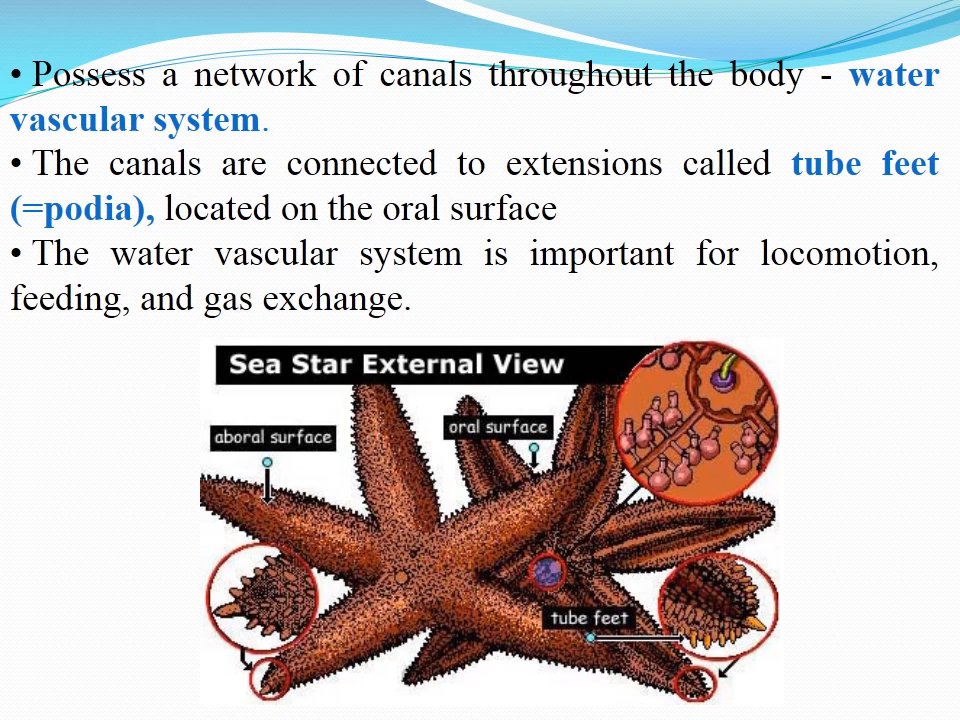 • Possess a network of canals throughout the body - water
vascular system.
• The canals are connected to extensions called tube feet
(=podia), located on the oral surface
• The water vascular system is important for locomotion,
feeding, and gas exchange.
Sea Star External View
aboral surface
oral surface
tube feet